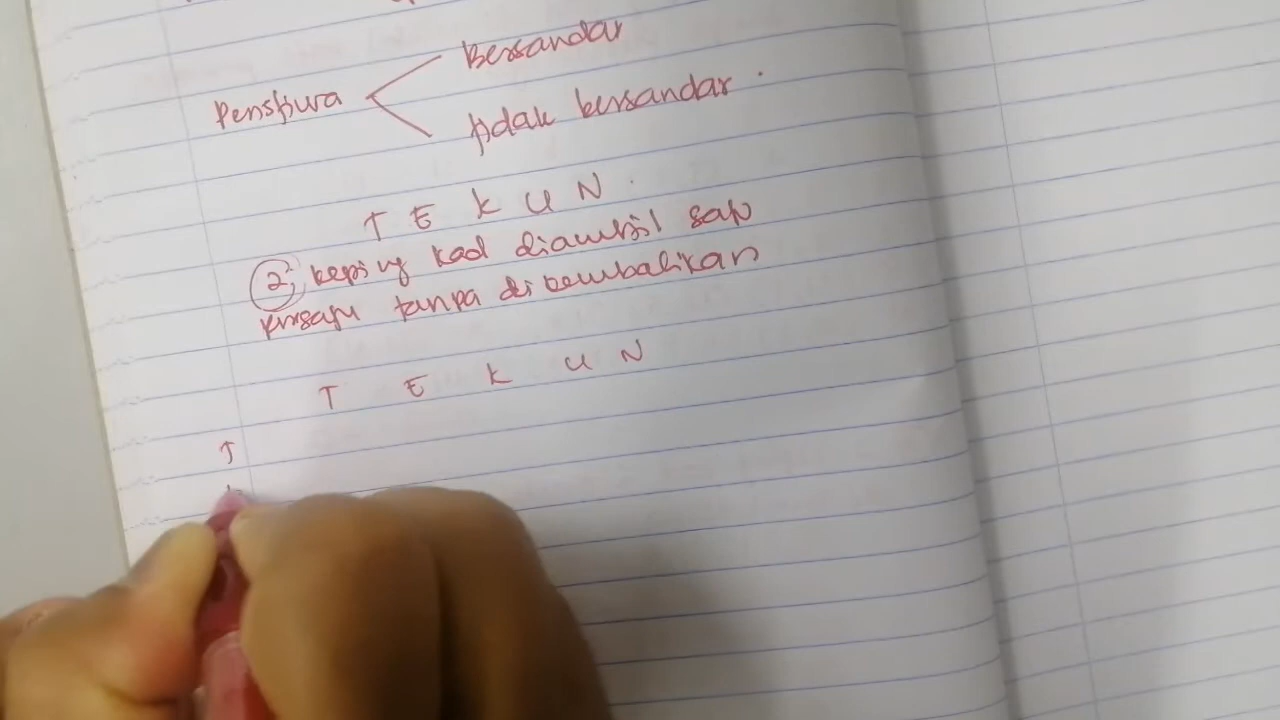 Bersandar
Peristiwa
tidak bersandar.
T E K U N.
2 keping kad diambil satu
persatu tanpa dikembalikan
T E K U N
T